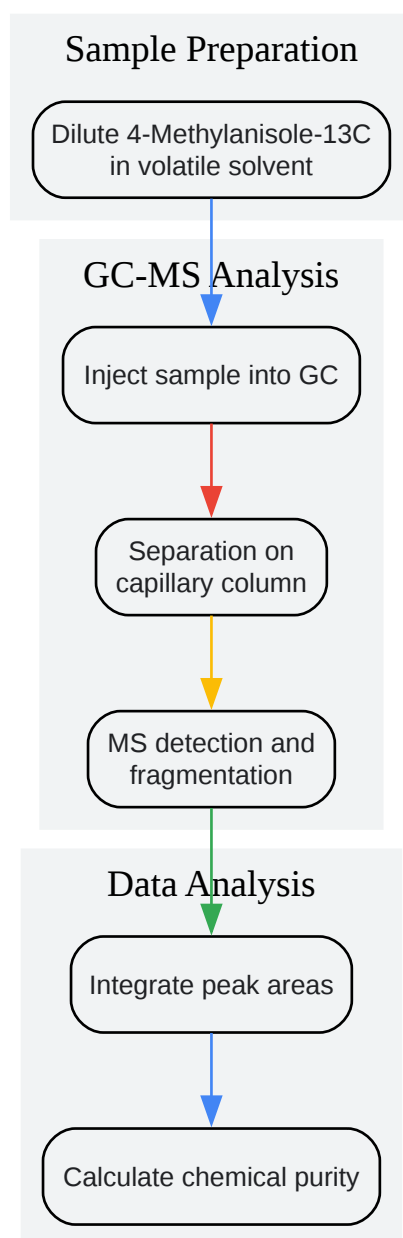 Sample Preparation
Dilute 4-Methylanisole-13C
in volatile solvent
GC-MS Analysis
Inject sample into GC
Separation on
capillary column
MS detection and
fragmentation
Data Analysis
Integrate peak areas
Calculate chemical purity